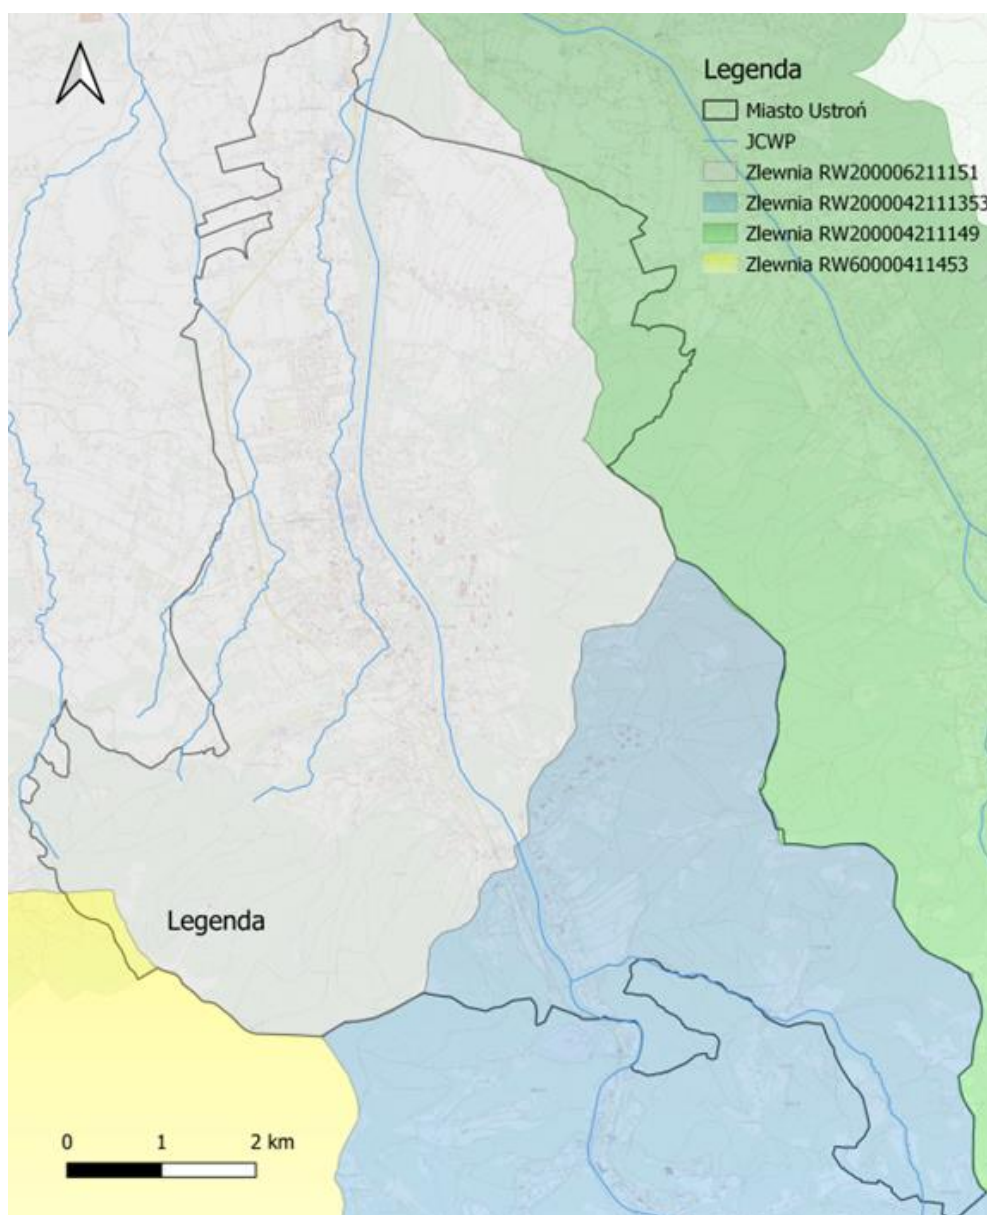 Legenda
Miasto Ustroń
JCWP
Zlewnia RW200006211151
Zlewnia RW2000042111353
Zlewnia RW200004211149
Zlewnia RW60000411453
Legenda
0 1 2 km